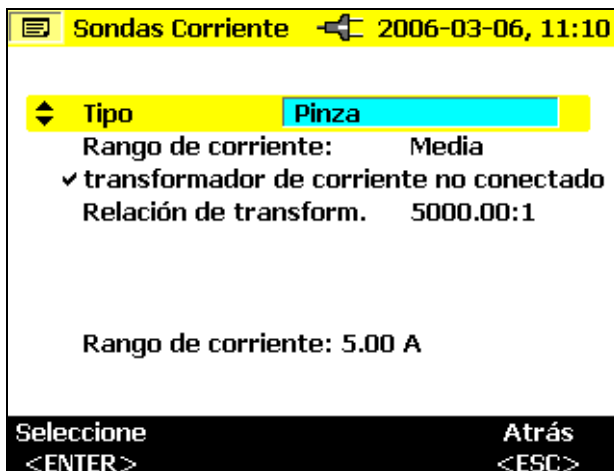 Sondas Corriente 2006-03-06, 11:10
Tipo Pinza
Rango de corriente: Media
transformador de corriente no conectado
Relación de transform. 5000.00:1
Rango de corriente: 5.00 A
Seleccione Atrás
<ENTER> <ESC>